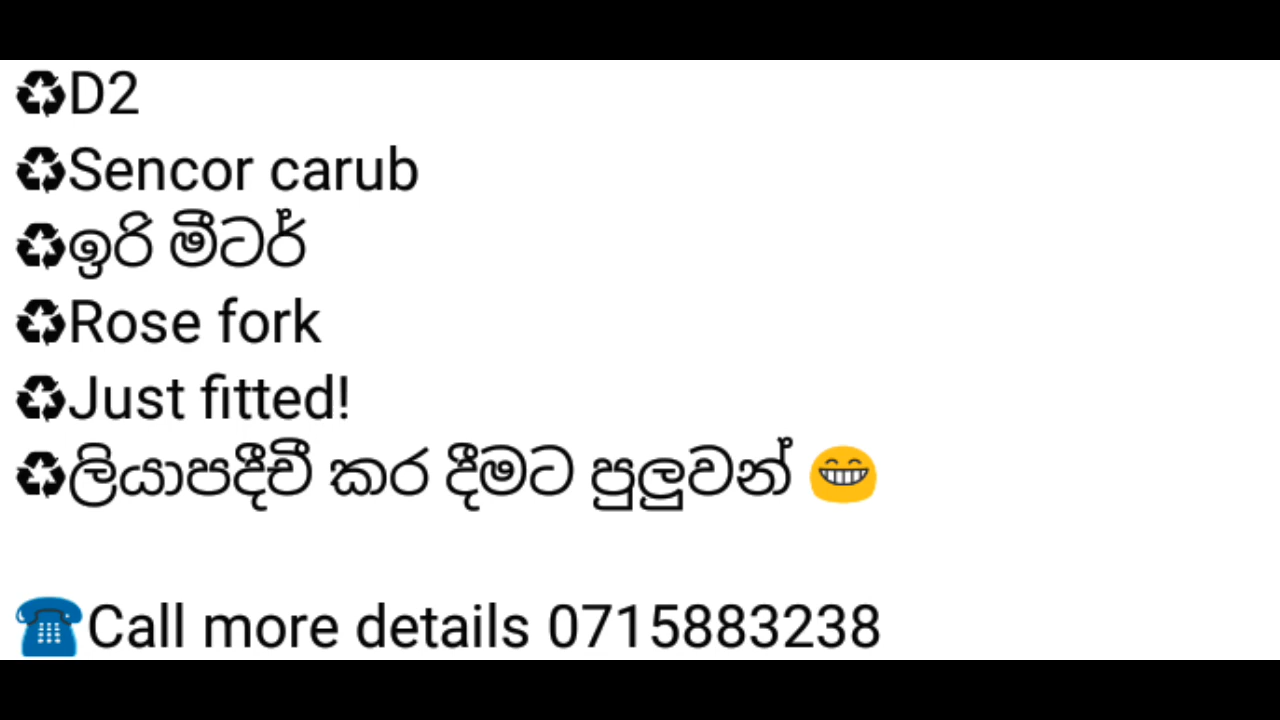 ♻D2
♻Sencor carub
♻ඉරි මීටර්
♻Rose fork
♻Just fitted!
♻ලියාපදීචී කර දීමට පුලුවන් 😁
☎Call more details 0715883238